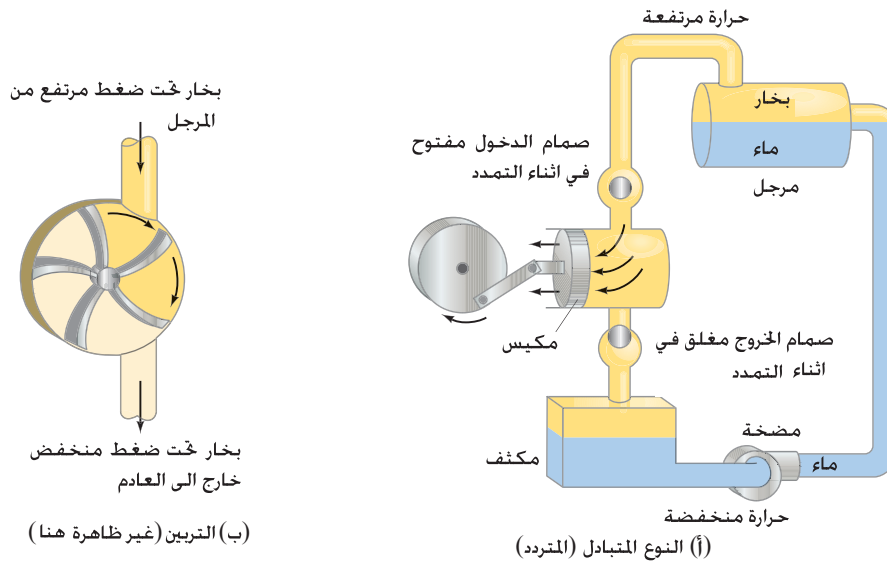 حرارة مرتفعة
بخار
ماء
مرجل
صمام الدخول مفتوح
في اثناء التمدد
مكبس
صمام الخروج مغلق في
اثناء التمدد
مكثف
مضخة
ماء
حرارة منخفضة
(أ) النوع المتبادل (المتردد)
بخار تحت ضغط مرتفع من
المرجل
بخار تحت ضغط منخفض
خارج الى العادم
(ب) التربين (غير ظاهرة هنا)